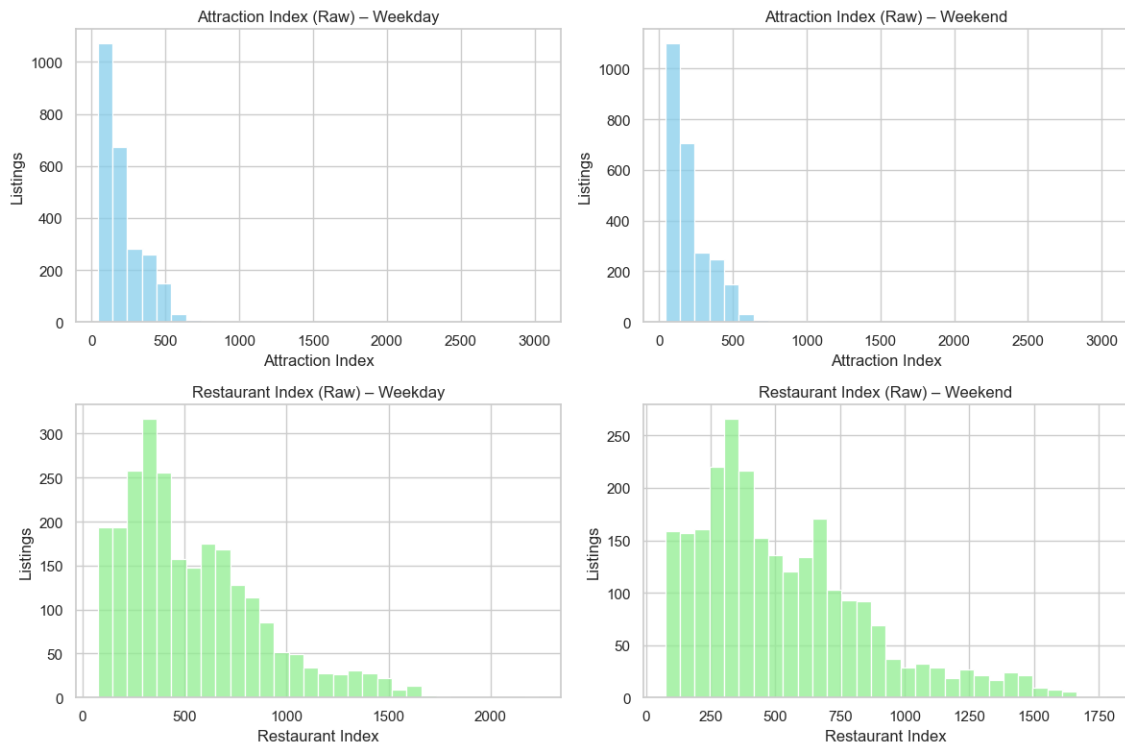 Attraction Index (Raw) – Weekday
1000
800
600
400
200
0
Listings
0 500 1000 1500 2000 2500 3000
Attraction Index
Attraction Index (Raw) – Weekend
1000
800
600
400
200
0
Listings
0 500 1000 1500 2000 2500 3000
Attraction Index
Restaurant Index (Raw) – Weekday
300
250
200
150
100
50
0
Listings
0 500 1000 1500 2000
Restaurant Index
Restaurant Index (Raw) – Weekend
250
200
150
100
50
0
Listings
0 250 500 750 1000 1250 1500 1750
Restaurant Index